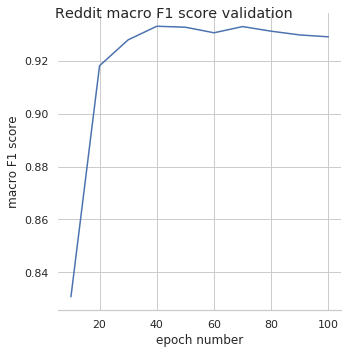 Reddit macro F1 score validation
macro F1 score
0.92
0.90
0.88
0.86
0.84
20 40 60 80 100
epoch number